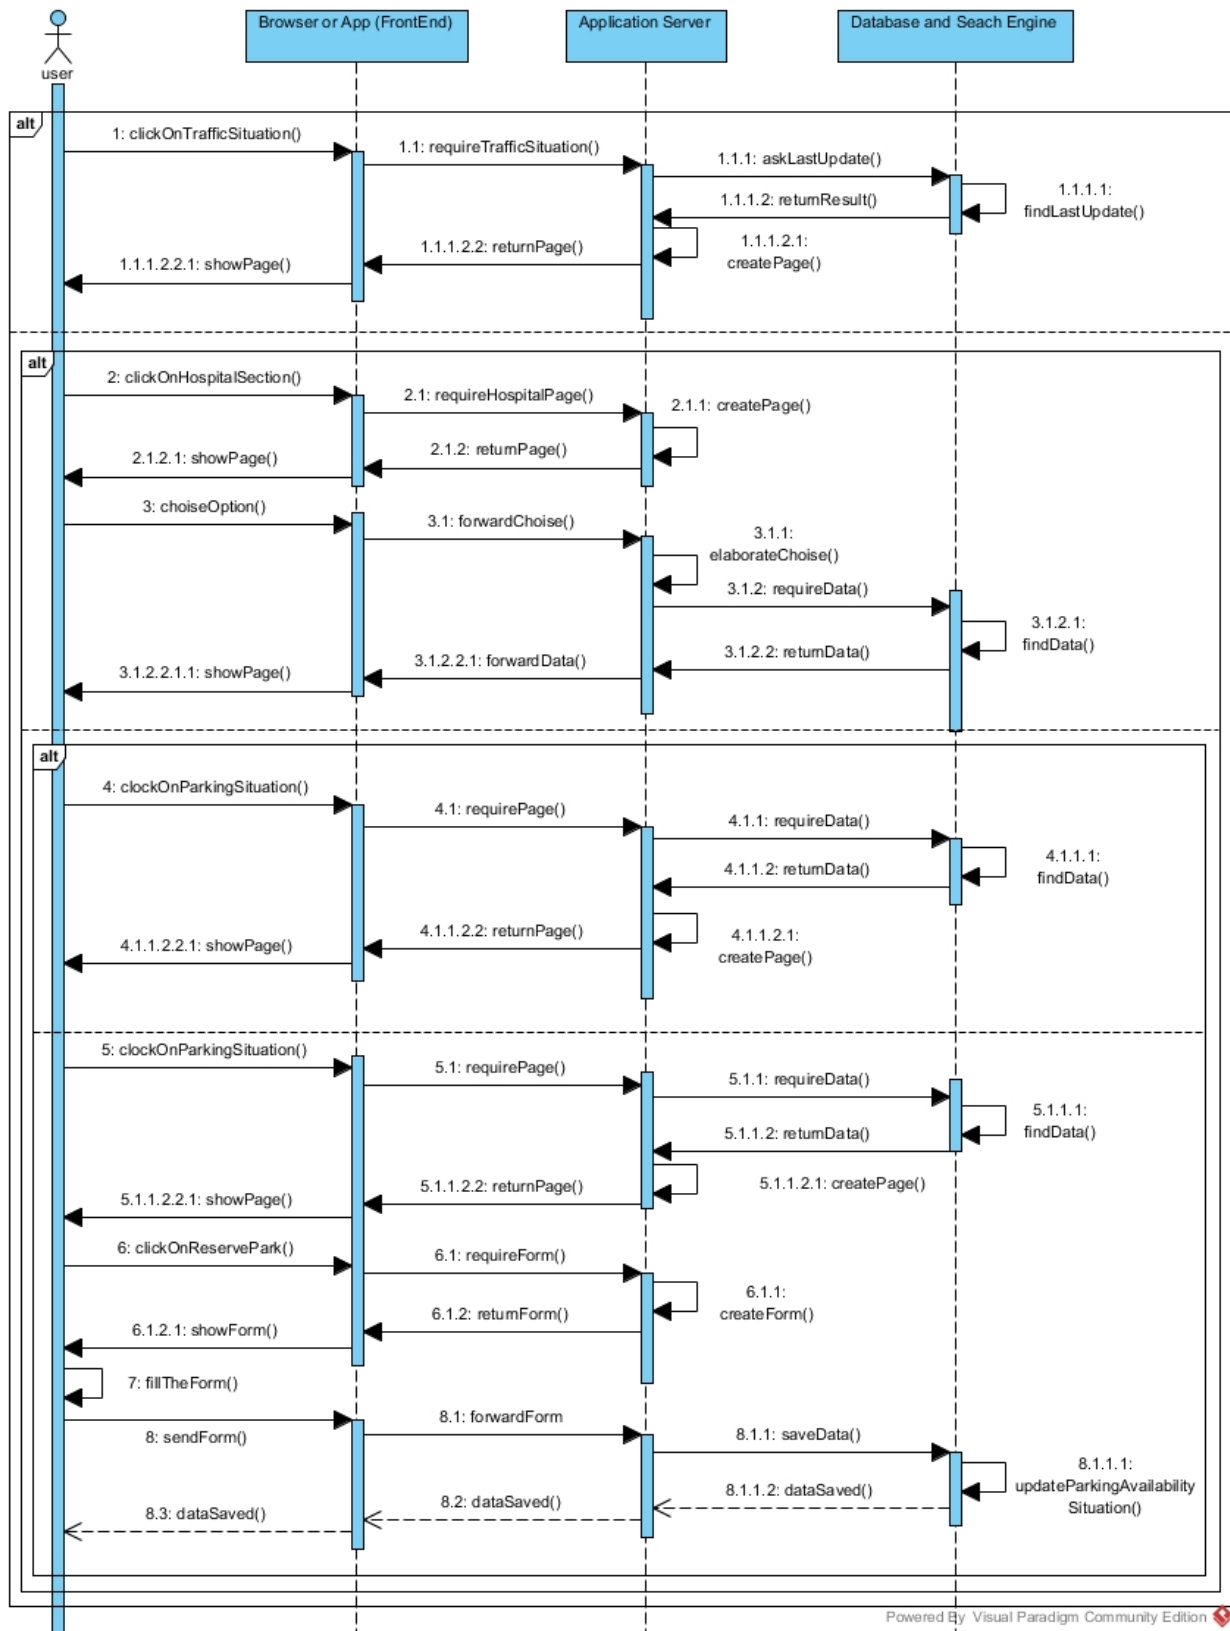 Browser or App (FrontEnd)
Application Server
Database and Seach Engine
user
alt
1: clickOnTrafficSituation()
1.1: requireTrafficSituation()
1.1.1: askLastUpdate()
1.1.1.1:
findLastUpdate()
1.1.1.2: returnResult()
1.1.1.2.1:
createPage()
1.1.1.2.2: returnPage()
1.1.1.2.2.1: showPage()
alt
2: clickOnHospitalSection()
2.1: requireHospitalPage()
2.1.1: createPage()
2.1.2: returnPage()
2.1.2.1: showPage()
3: choiseOption()
3.1: forwardChoise()
3.1.1:
elaborateChoise()
3.1.2: requireData()
3.1.2.1:
findData()
3.1.2.2: returnData()
3.1.2.2.1: forwardData()
3.1.2.2.1.1: showPage()
alt
4: clockOnParkingSituation()
4.1: requirePage()
4.1.1: requireData()
4.1.1.1:
findData()
4.1.1.2: returnData()
4.1.1.2.1:
createPage()
4.1.1.2.2: returnPage()
4.1.1.2.2.1: showPage()
5: clockOnParkingSituation()
5.1: requirePage()
5.1.1: requireData()
5.1.1.1:
findData()
5.1.1.2: returnData()
5.1.1.2.1: createPage()
5.1.1.2.2: returnPage()
5.1.1.2.2.1: showPage()
6: clickOnReservePark()
6.1: requireForm()
6.1.1:
createForm()
6.1.2: returnForm()
6.1.2.1: showForm()
7: fillTheForm()
8: sendForm()
8.1: forwardForm
8.1.1: saveData()
8.1.1.1:
updateParkingAvailability
Situation()
8.1.1.2: dataSaved()
8.2: dataSaved()
8.3: dataSaved()
Powered By Visual Paradigm Community Edition